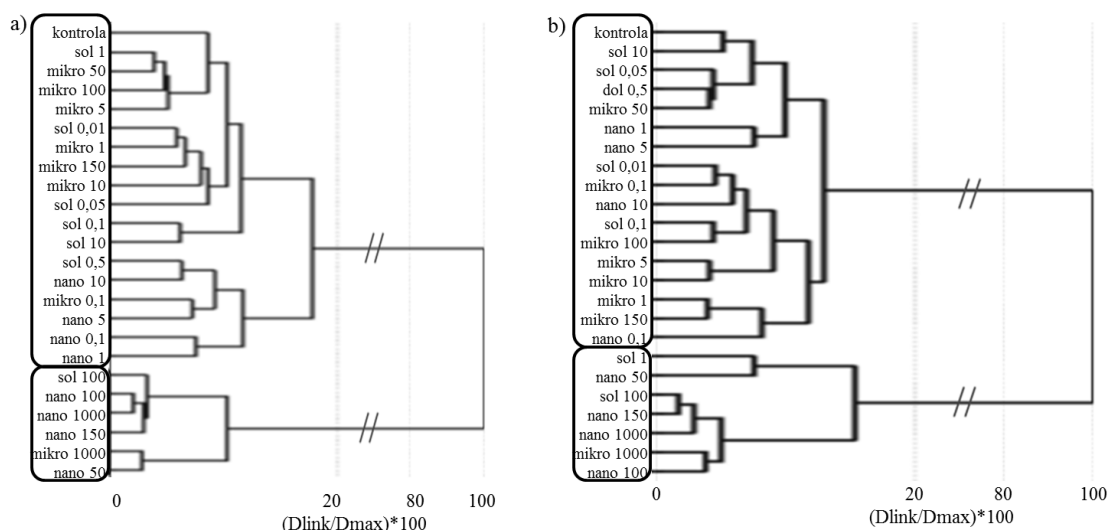 a)
kontrola
sol 1
mikro 50
mikro 100
mikro 5
sol 0,01
mikro 1
mikro 150
mikro 10
sol 0,05
sol 0,1
sol 10
sol 0,5
nano 10
mikro 0,1
nano 5
nano 0,1
nano 1
sol 100
nano 100
nano 1000
nano 150
mikro 1000
nano 50
0 20 80 100
(Dlink/Dmax)*100
b)
kontrola
sol 10
sol 0,05
dol 0,5
mikro 50
nano 1
nano 5
sol 0,01
mikro 0,1
nano 10
sol 0,1
mikro 100
mikro 5
mikro 10
mikro 1
mikro 150
nano 0,1
sol 1
nano 50
sol 100
nano 150
nano 1000
mikro 1000
nano 100
0 20 80 100
(Dlink/Dmax)*100